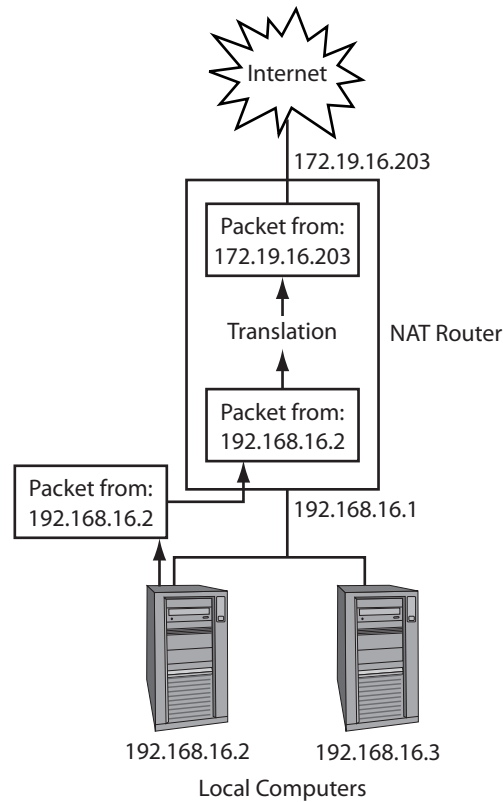 Internet
172.19.16.203
Packet from:
172.19.16.203
Translation
NAT Router
Packet from:
192.168.16.2
Packet from:
192.168.16.2
192.168.16.1
192.168.16.2
192.168.16.3
Local Computers